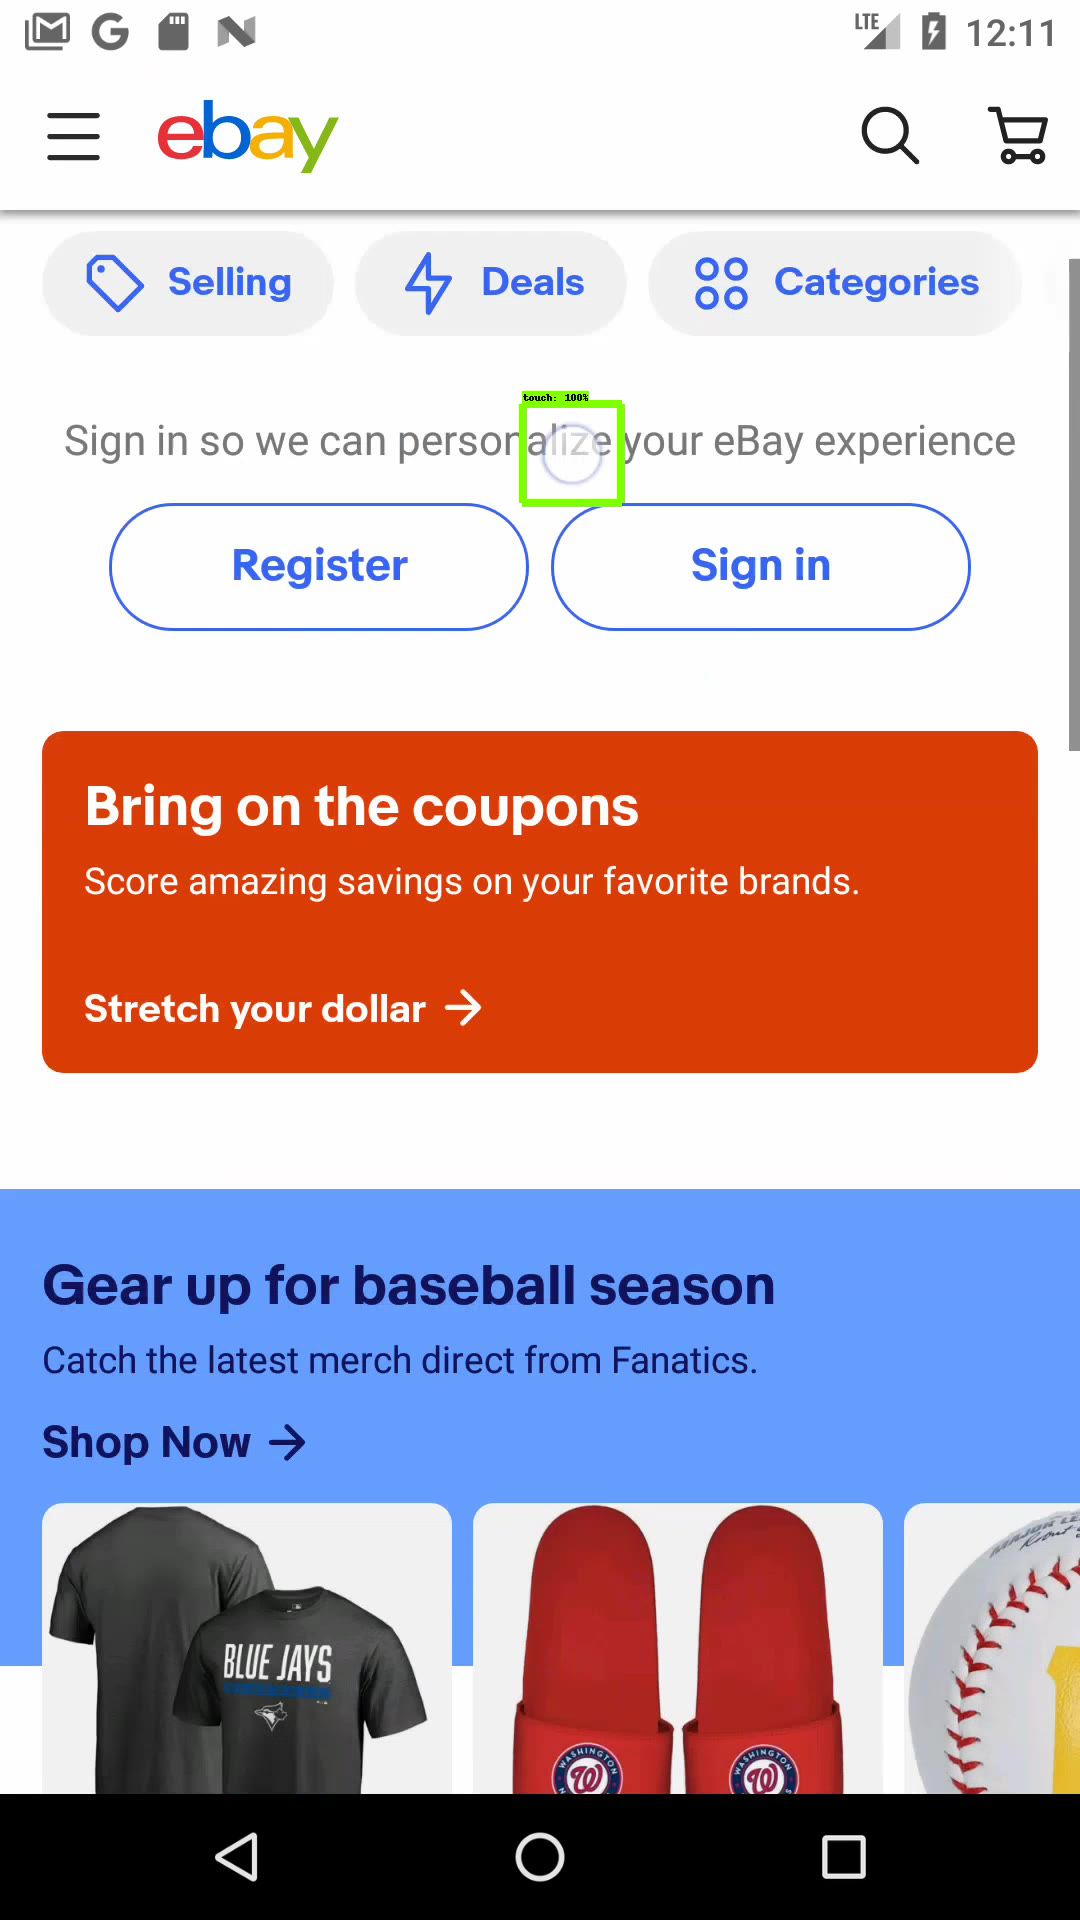 LTE 12:11
ebay
Selling Deals Categories
touch: 100%
Sign in so we can personalize your eBay experience
Register Sign in
Bring on the coupons
Score amazing savings on your favorite brands.
Stretch your dollar
Gear up for baseball season
Catch the latest merch direct from Fanatics.
Shop Now
BLUE JAYS
WASHINGTON
W
WASHINGTON
W